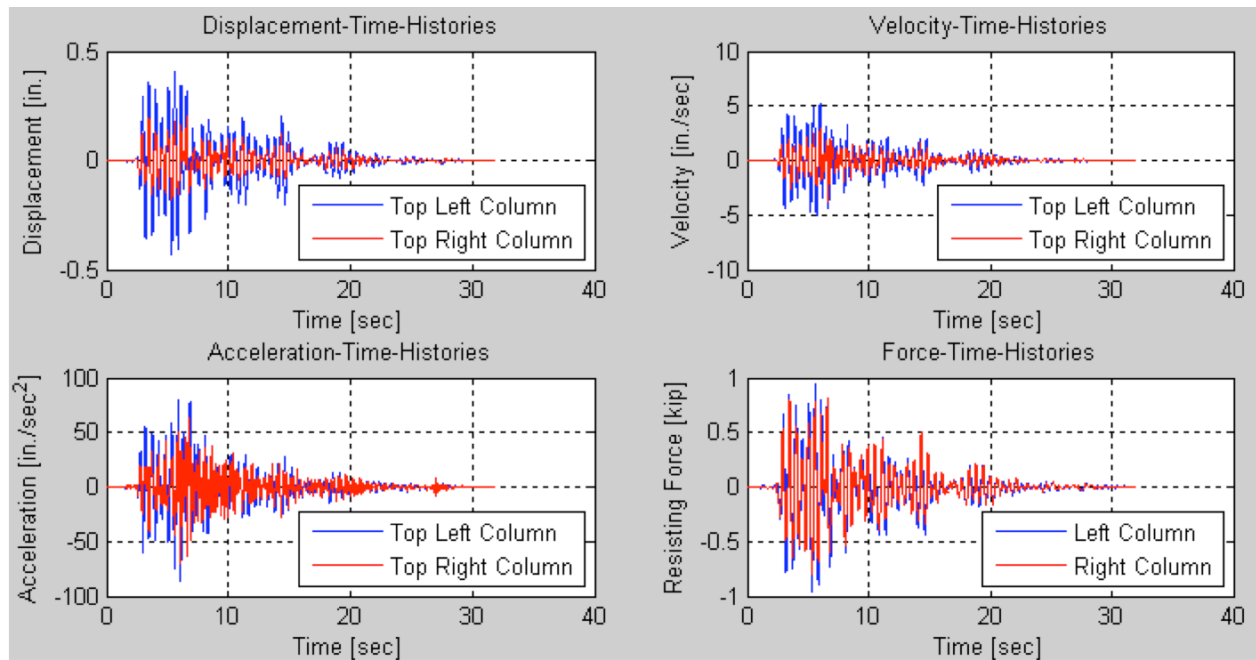 Displacement-Time-Histories
0.5
0
-0.5
Displacement [in.]
0 10 20 30 40
Time [sec]
Top Left Column
Top Right Column
Velocity-Time-Histories
10
5
0
-5
-10
Velocity [in./sec]
0 10 20 30 40
Time [sec]
Top Left Column
Top Right Column
Acceleration-Time-Histories
100
50
0
-50
-100
Acceleration [in./sec²]
0 10 20 30 40
Time [sec]
Top Left Column
Top Right Column
Force-Time-Histories
1
0.5
0
-0.5
-1
Resisting Force [kip]
0 10 20 30 40
Time [sec]
Left Column
Right Column